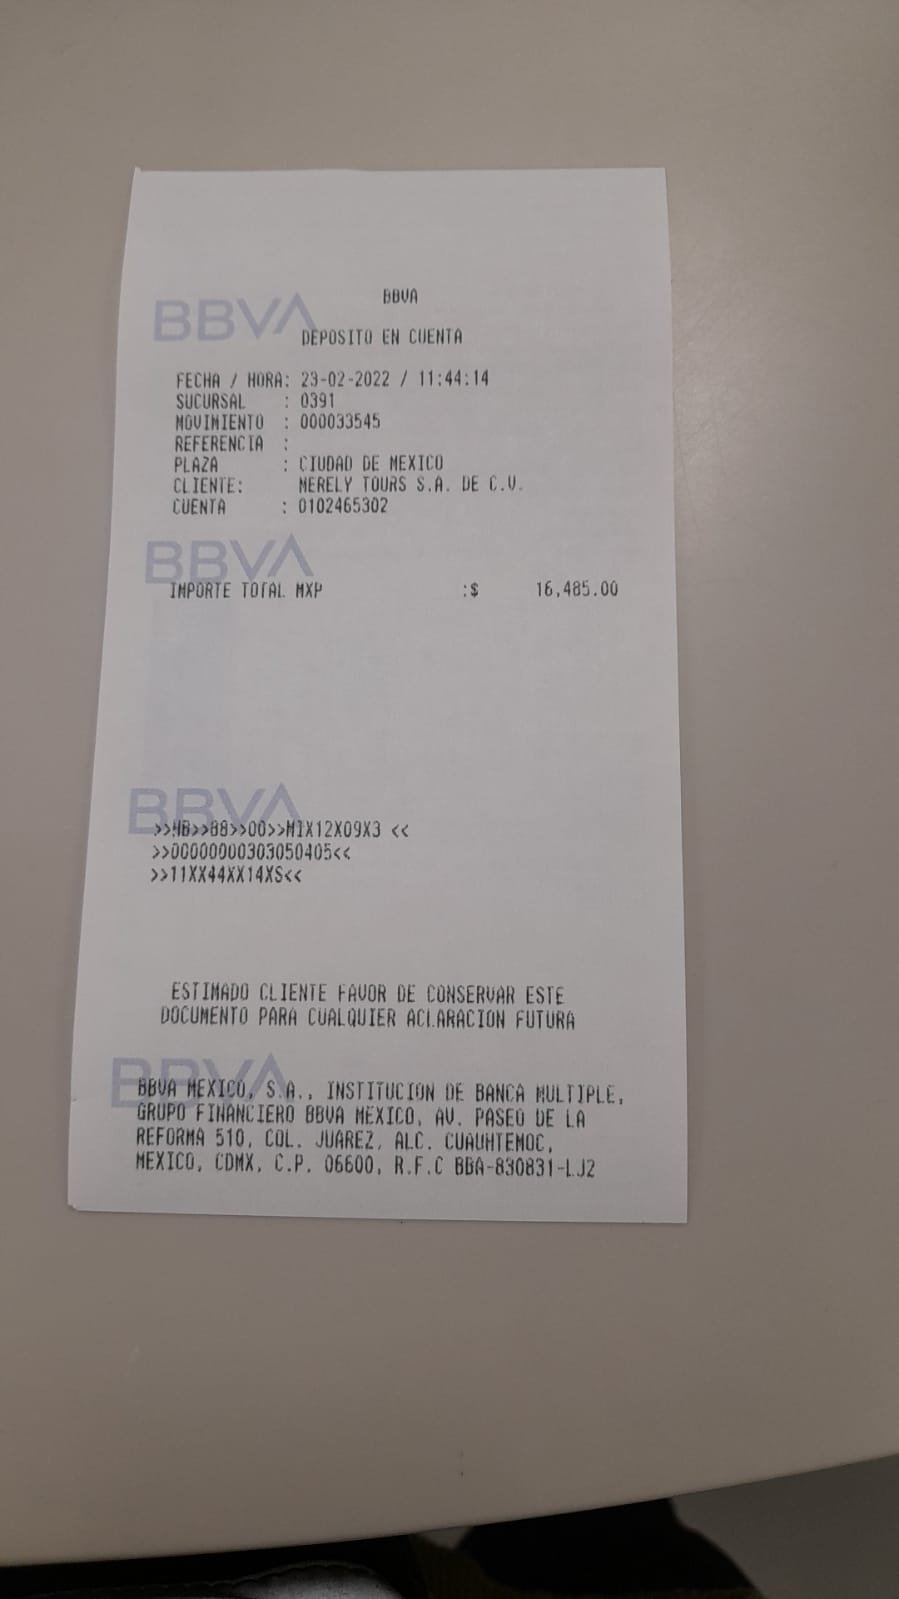 BBVA
BBVA
DEPOSITO EN CUENTA
FECHA / HORA: 23-02-2022 / 11:44:14
SUCURSAL : 0391
MOVIMIENTO : 000033545
REFERENCIA :
PLAZA : CIUDAD DE MEXICO
CLIENTE: MERELY TOURS S.A. DE C.V.
CUENTA : 0102465302
BBVA
IMPORTE TOTAL MXP :$ 16,485.00
BBVA
>>HB>>88>>00>>MIX12X09X3 <<
>>00000000303050405<<
>>11XX44XX14XS<<
ESTIMADO CLIENTE FAVOR DE CONSERVAR ESTE
DOCUMENTO PARA CUALQUIER ACLARACION FUTURA
BBVA
BBVA MEXICO, S.A., INSTITUCION DE BANCA MULTIPLE,
GRUPO FINANCIERO BBVA MEXICO, AV. PASEO DE LA
REFORMA 510, COL. JUAREZ, ALC. CUAUHTEMOC,
MEXICO, CDMX, C.P. 06600, R.F.C BBA-830831-LJ2